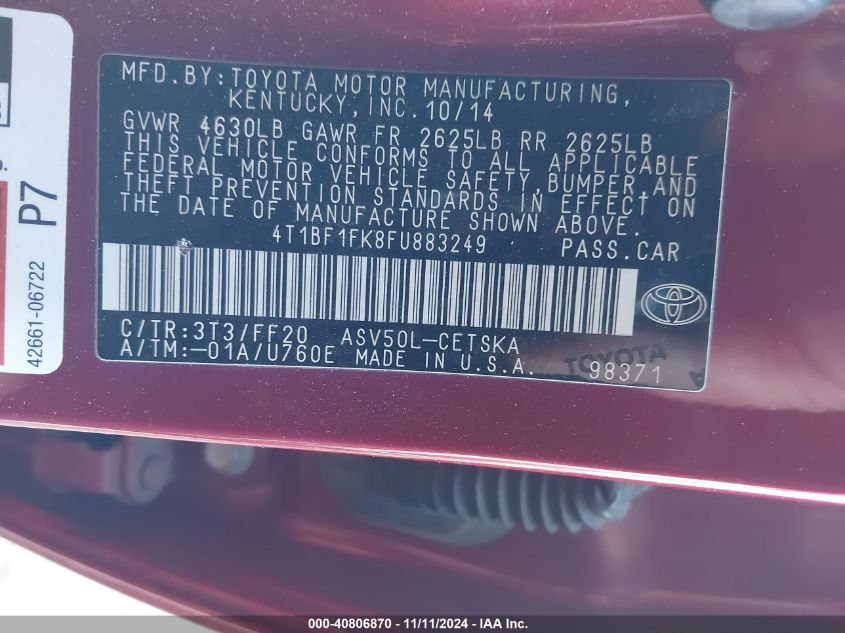 MFD.BY:TOYOTA MOTOR MANUFACTURING,
KENTUCKY,INC.10/14
GVWR 4630LB GAWR FR 2625LB RR 2625LB
THIS VEHICLE CONFORMS TO ALL APPLICABLE
FEDERAL MOTOR VEHICLE SAFETY,BUMPER,AND
THEFT PREVENTION STANDARDS IN EFFECT ON
THE DATE OF MANUFACTURE SHOWN ABOVE.
4T1BF1FK8FU883249 PASS.CAR
C/TR:3T3/FF20 ASV50L-CETSKA
A/TM:-01A/U760E MADE IN U.S.A. 98371
TOYOTA
P7
42661-06722
000-40806870 - 11/11/2024 - IAA Inc.